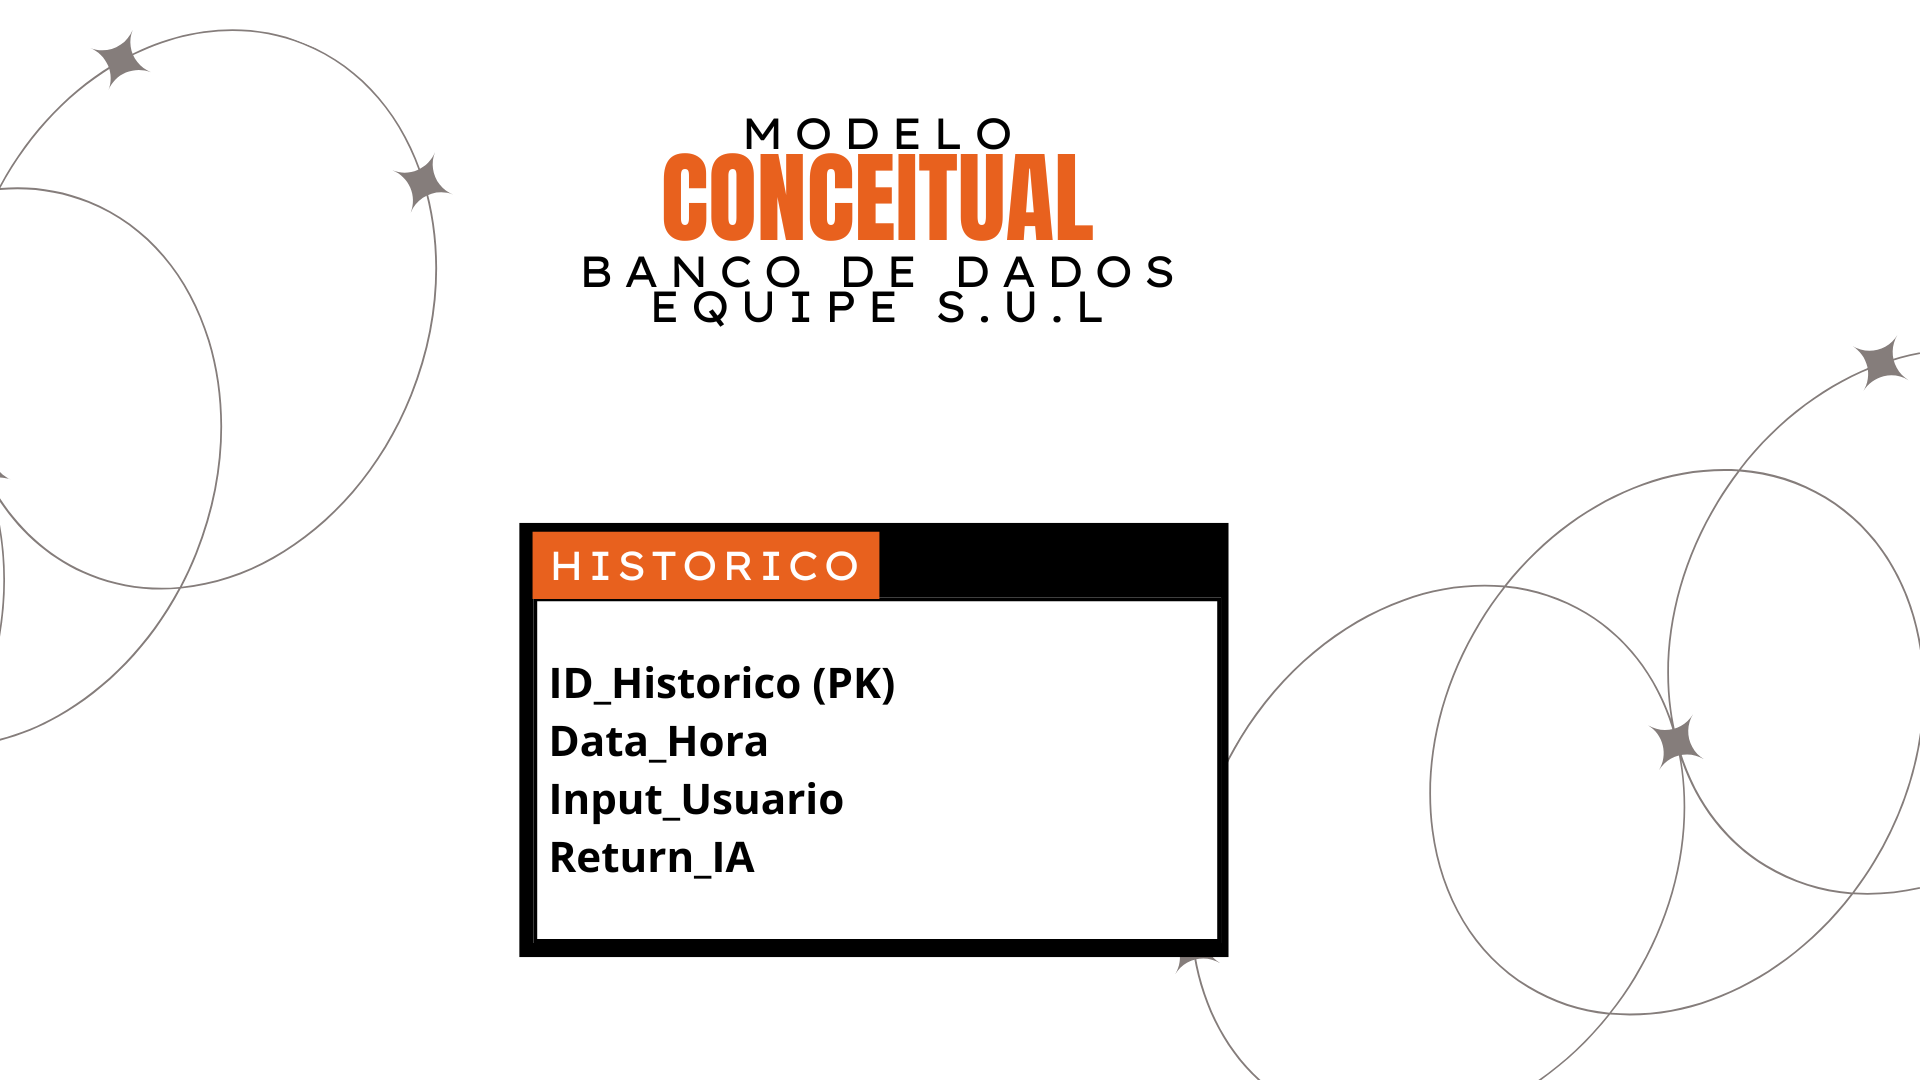 MODELO
CONCEITUAL
BANCO DE DADOS
EQUIPE S.U.L
HISTORICO
ID_Historico (PK)
Data_Hora
Input_Usuario
Return_IA